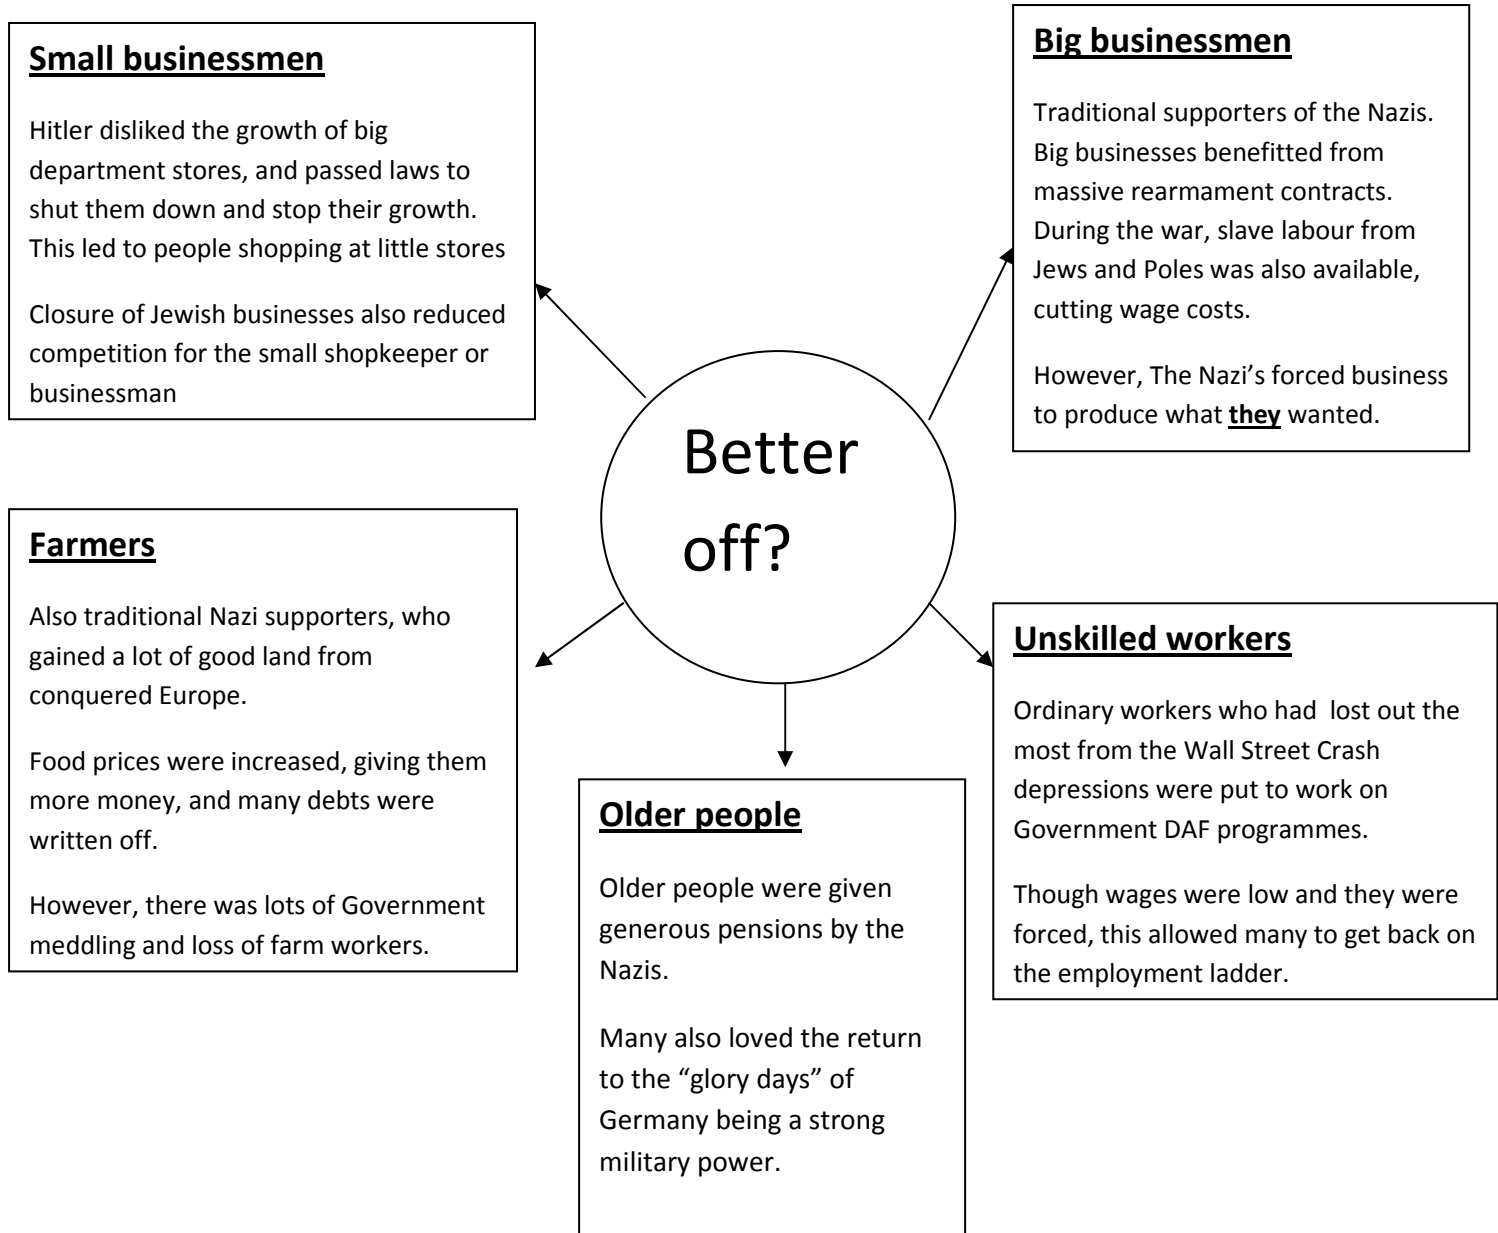 Small businessmen
Hitler disliked the growth of big
department stores, and passed laws to
shut them down and stop their growth.
This led to people shopping at little stores
Closure of Jewish businesses also reduced
competition for the small shopkeeper or
businessman
Big businessmen
Traditional supporters of the Nazis.
Big businesses benefitted from
massive rearmament contracts.
During the war, slave labour from
Jews and Poles was also available,
cutting wage costs.
However, The Nazi’s forced business
to produce what they wanted.
Better
off?
Farmers
Also traditional Nazi supporters, who
gained a lot of good land from
conquered Europe.
Food prices were increased, giving them
more money, and many debts were
written off.
However, there was lots of Government
meddling and loss of farm workers.
Older people
Older people were given
generous pensions by the
Nazis.
Many also loved the return
to the “glory days” of
Germany being a strong
military power.
Unskilled workers
Ordinary workers who had  lost out the
most from the Wall Street Crash
depressions were put to work on
Government DAF programmes.
Though wages were low and they were
forced, this allowed many to get back on
the employment ladder.